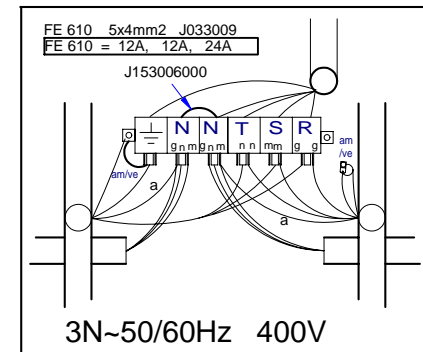 FE 610 5x4mm2 J033009
FE 610 = 12A, 12A, 24A
J153006000
N N T S R
g n m g n m n n m m g g
am/ve
am
/ve
a
a
3N~50/60Hz 400V